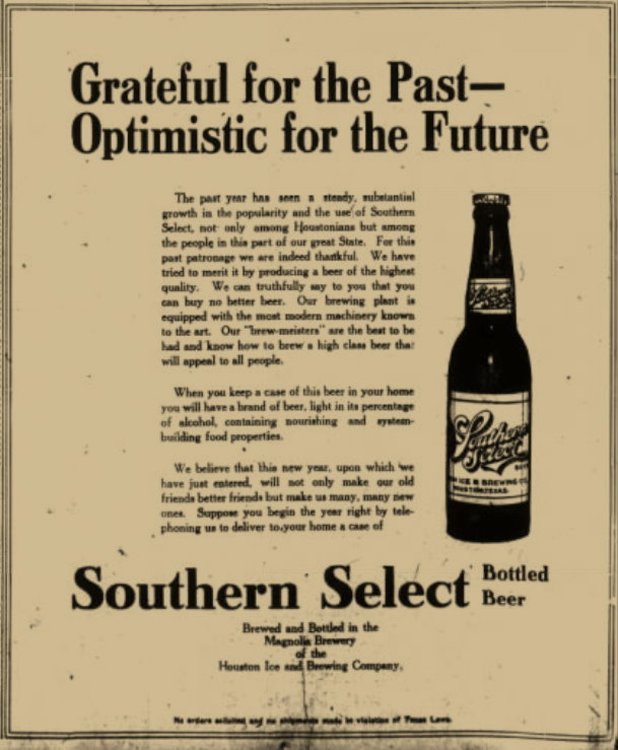 Grateful for the Past—
Optimistic for the Future
The past year has seen a steady, substantial
growth in the popularity and the use of Southern
Select, not only among Houstonians but among
the people in this part of our great State. For this
past patronage we are indeed thankful. We have
tried to merit it by producing a beer of the highest
quality. We can truthfully say to you that you
can buy no better beer. Our brewing plant is
equipped with the most modern machinery known
to the art. Our "brew-meisters" are the best to be
had and know how to brew a high class beer that
will appeal to all people.
When you keep a case of this beer in your home
you will have a brand of beer, light in its percentage
of alcohol, containing nourishing and system-
building food properties.
We believe that this new year, upon which we
have just entered, will not only make our old
friends better friends but make us many, many new
ones. Suppose you begin the year right by tele-
phoning us to deliver to your home a case of
Southern
Select
ICE & BREWING CO.
HOUSTON, TEXAS.
Southern Select Bottled
Beer
Brewed and Bottled in the
Magnolia Brewery
of the
Houston Ice and Brewing Company.
No orders solicited and no shipments made in violation of Texas Laws.